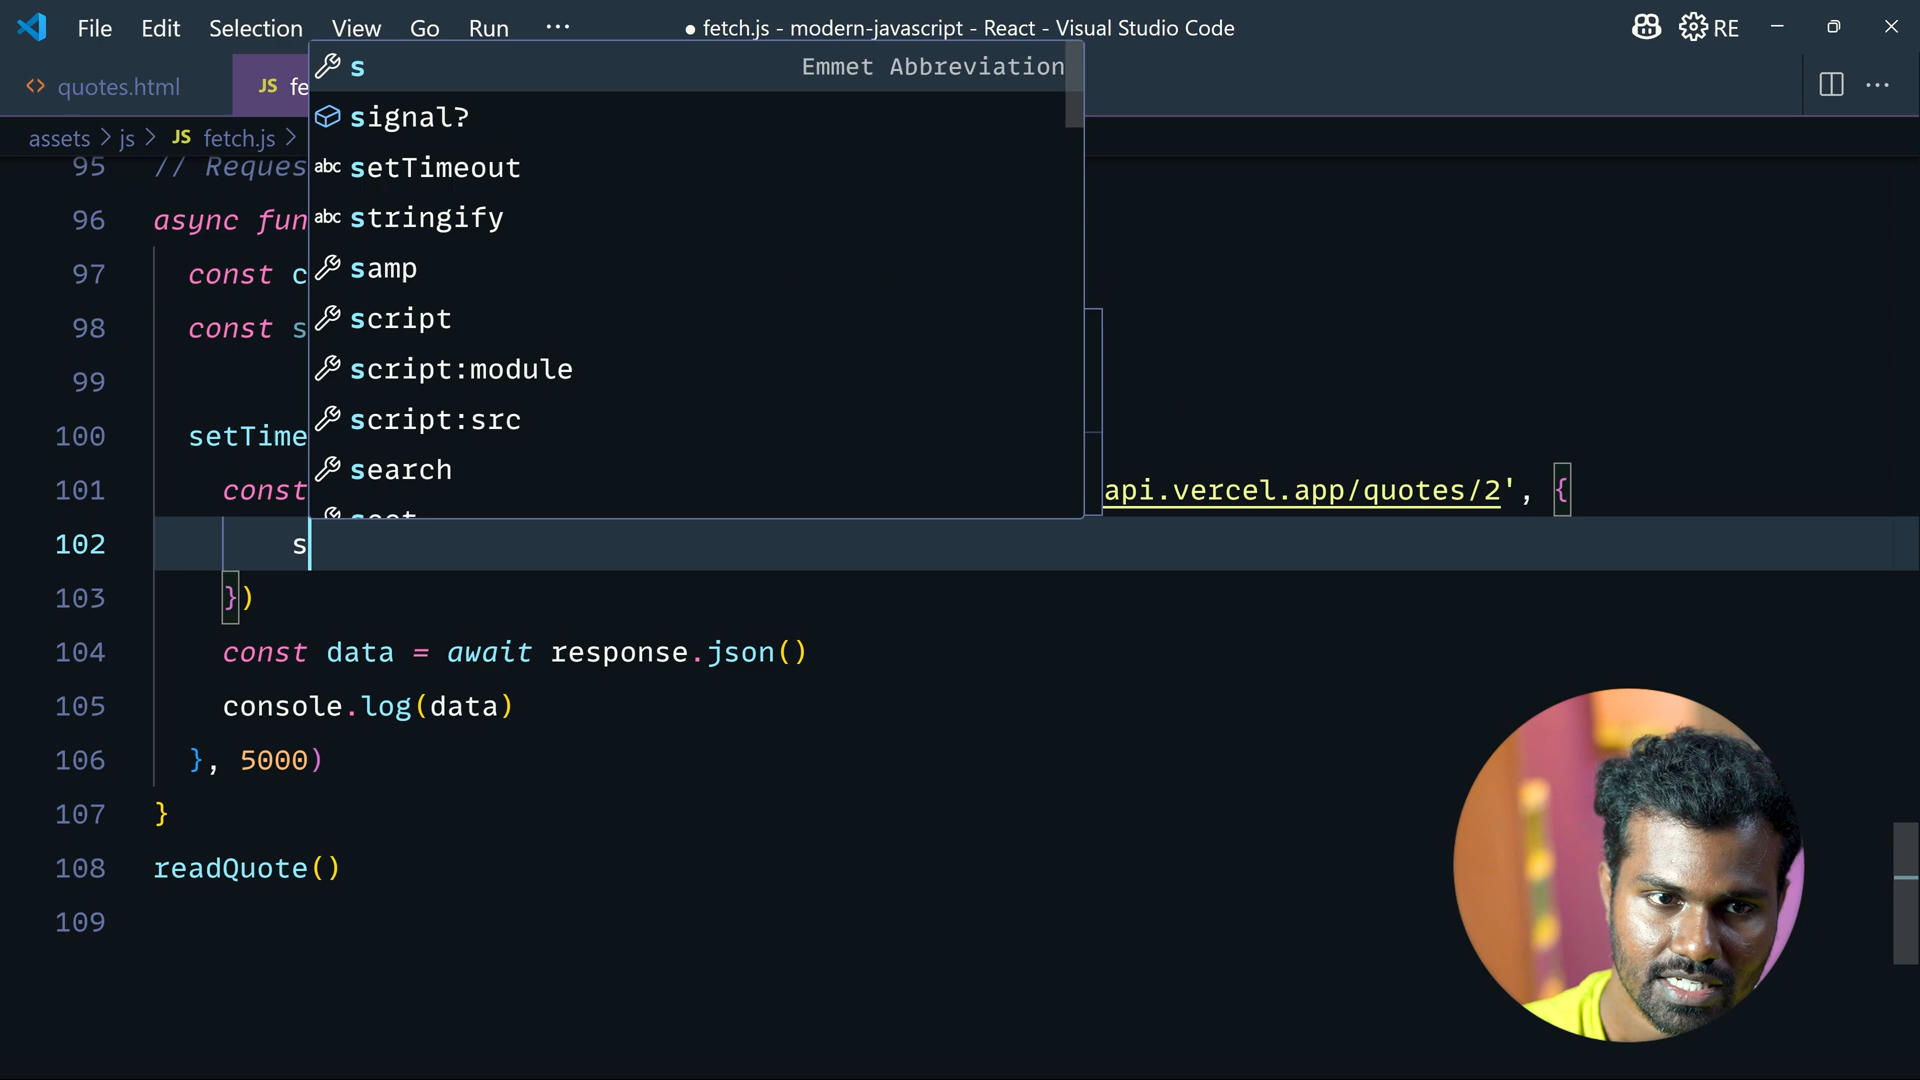 File Edit Selection View Go Run ··· ● fetch.js - modern-javascript - React - Visual Studio Code RE
<> quotes.html JS fe ···
assets > js > JS fetch.js >
s Emmet Abbreviation
signal?
abc setTimeout
abc stringify
samp
script
script:module
script:src
search
95 // Reques
96 async fun
97 const c
98 const s
99
100 setTime
101 const api.vercel.app/quotes/2', {
102 s
103 })
104 const data = await response.json()
105 console.log(data)
106 }, 5000)
107 }
108 readQuote()
109